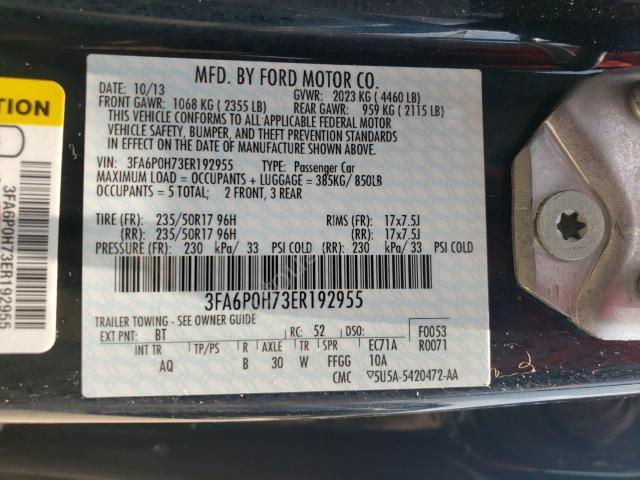 MFD. BY FORD MOTOR CO.
DATE: 10/13 GVWR: 2023 KG ( 4460 LB)
FRONT GAWR: 1068 KG ( 2355 LB) REAR GAWR: 959 KG ( 2115 LB)
THIS VEHICLE CONFORMS TO ALL APPLICABLE FEDERAL MOTOR
VEHICLE SAFETY, BUMPER, AND THEFT PREVENTION STANDARDS
IN EFFECT ON THE DATE OF MANUFACTURE SHOWN ABOVE.
VIN: 3FA6P0H73ER192955 TYPE: Passenger Car
MAXIMUM LOAD = OCCUPANTS + LUGGAGE = 385KG/ 850LB
OCCUPANTS = 5 TOTAL; 2 FRONT, 3 REAR
TIRE (FR): 235/50R17 96H RIMS (FR): 17x7.5J
(RR): 235/50R17 96H (RR): 17x7.5J
PRESSURE (FR): 230 kPa/ 33 PSI COLD (RR): 230 kPa/ 33 PSI COLD
3FA6P0H73ER192955
TRAILER TOWING - SEE OWNER GUIDE
EXT PNT: BT RC: 52 DSO: F0053
INT TR TP/PS R AXLE TR SPR EC71A R0071
AQ B 30 W FFGG 10A
CMC ▽5U5A-5420472-AA
CAUTION
3FA6P0H73ER192955